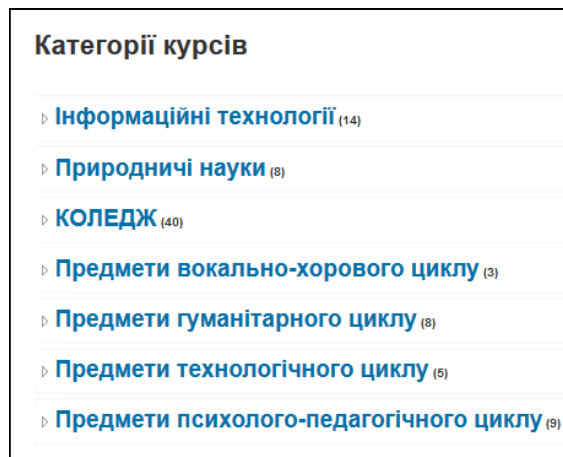 Категорії курсів
Інформаційні технології (14)
Природничі науки (8)
КОЛЕДЖ (40)
Предмети вокально-хорового циклу (3)
Предмети гуманітарного циклу (8)
Предмети технологічного циклу (5)
Предмети психолого-педагогічного циклу (9)